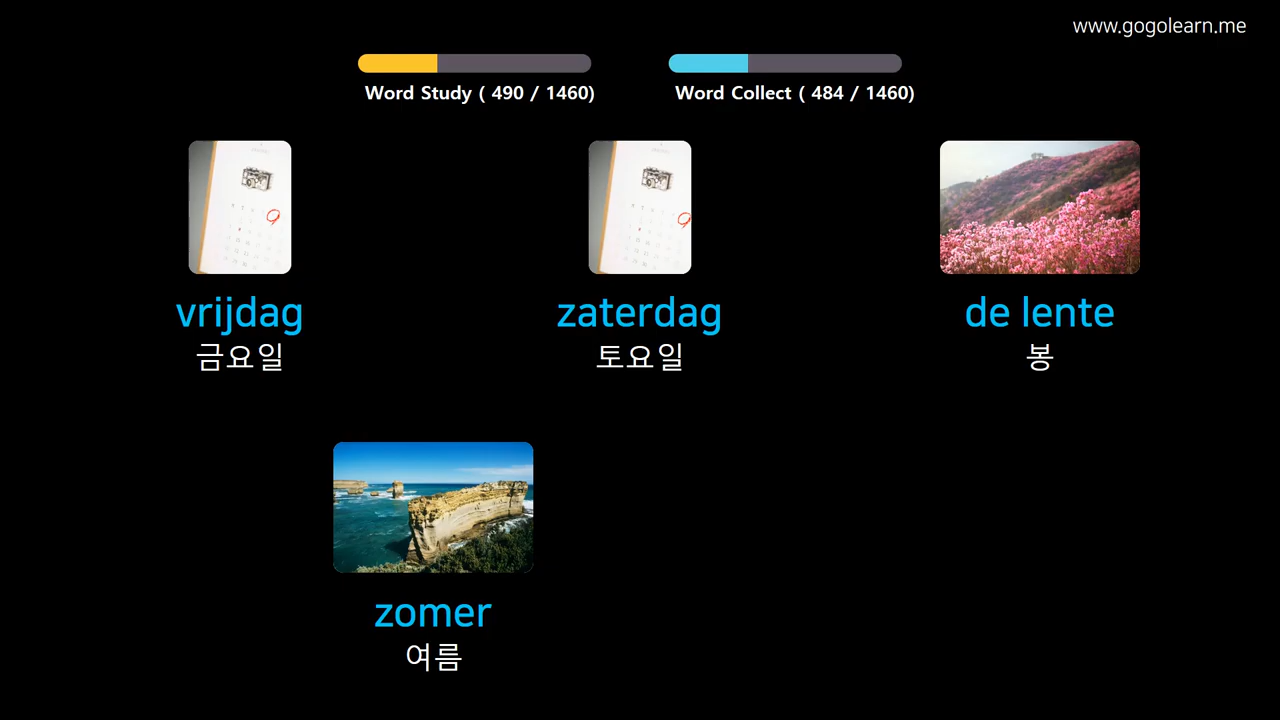 www.gogolearn.me
Word Study ( 490 / 1460)
Word Collect ( 484 / 1460)
vrijdag
금요일
zaterdag
토요일
de lente
봉
zomer
여름